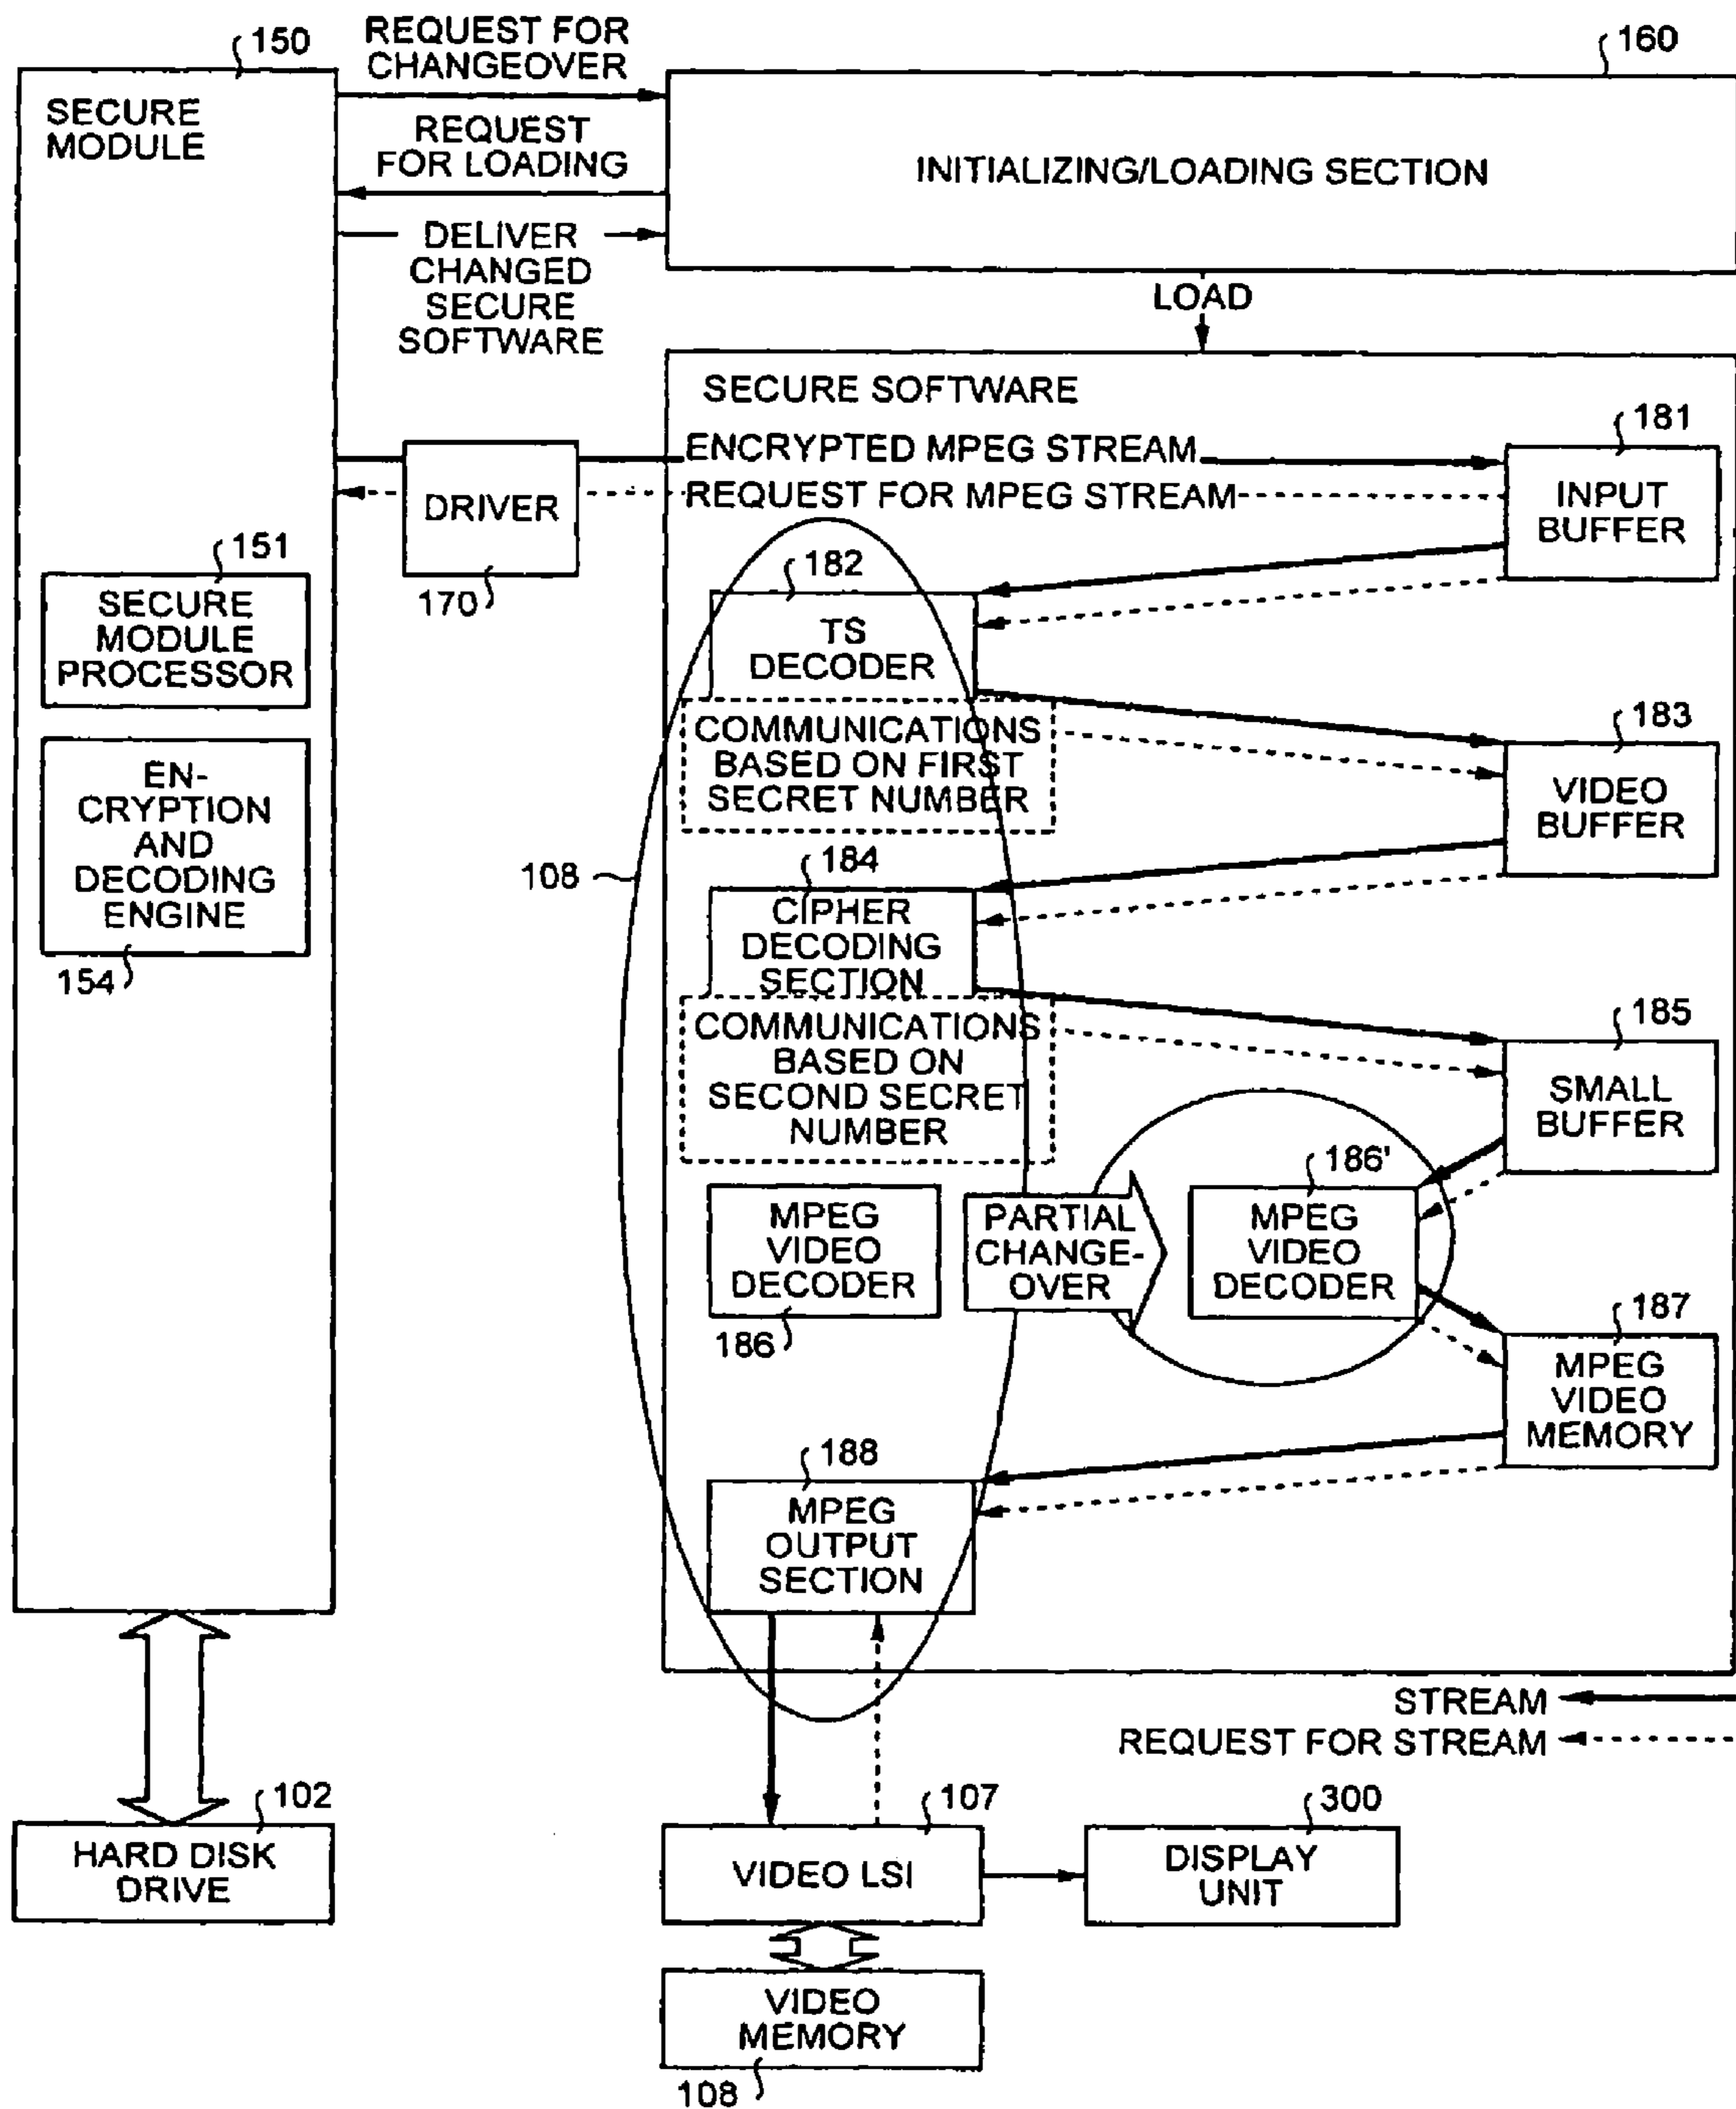 150
SECURE
MODULE
REQUEST FOR
CHANGEOVER
REQUEST
FOR LOADING
DELIVER
CHANGED
SECURE
SOFTWARE
160
INITIALIZING/LOADING SECTION
LOAD
SECURE SOFTWARE
ENCRYPTED MPEG STREAM
REQUEST FOR MPEG STREAM
DRIVER
170
181
INPUT
BUFFER
151
SECURE
MODULE
PROCESSOR
EN-
CRYPTION
AND
DECODING
ENGINE
154
182
TS
DECODER
COMMUNICATIONS
BASED ON FIRST
SECRET NUMBER
183
VIDEO
BUFFER
108
184
CIPHER
DECODING
SECTION
COMMUNICATIONS
BASED ON
SECOND SECRET
NUMBER
185
SMALL
BUFFER
MPEG
VIDEO
DECODER
186
PARTIAL
CHANGE-
OVER
186'
MPEG
VIDEO
DECODER
187
MPEG
VIDEO
MEMORY
188
MPEG
OUTPUT
SECTION
STREAM
REQUEST FOR STREAM
102
HARD DISK
DRIVE
107
VIDEO LSI
300
DISPLAY
UNIT
VIDEO
MEMORY
108